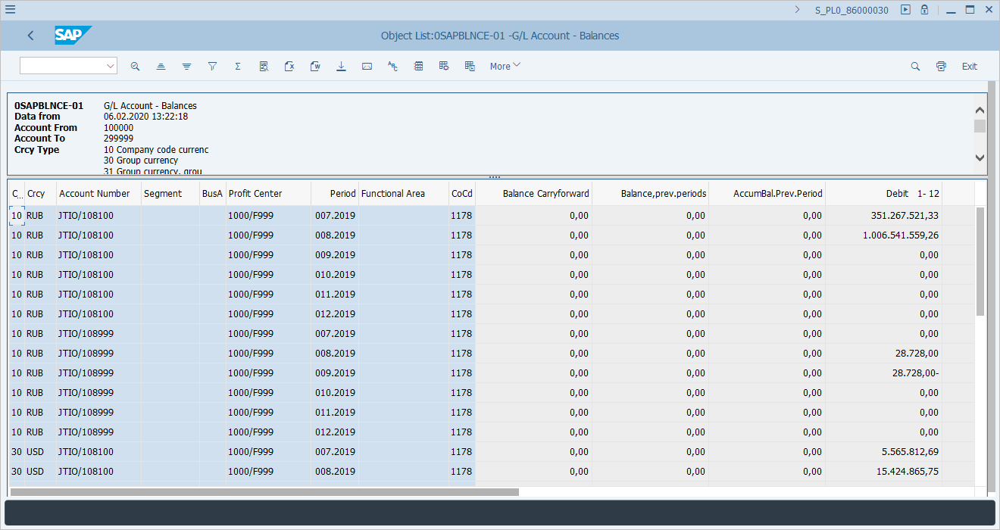 S_PL0_86000030
SAP
Object List:0SAPBLNCE-01 -G/L Account - Balances
More
Exit
0SAPBLNCE-01 G/L Account - Balances
Data from 06.02.2020 13:22:18
Account From 100000
Account To 299999
Crcy Type 10 Company code currenc
30 Group currency
31 Group currency, grou
C.. Crcy Account Number Segment BusA Profit Center Period Functional Area CoCd Balance Carryforward Balance,prev.periods AccumBal.Prev.Period Debit 1- 12
10 RUB JTIO/108100 1000/F999 007.2019 1178 0,00 0,00 0,00 351.267.521,33
10 RUB JTIO/108100 1000/F999 008.2019 1178 0,00 0,00 0,00 1.006.541.559,26
10 RUB JTIO/108100 1000/F999 009.2019 1178 0,00 0,00 0,00 0,00
10 RUB JTIO/108100 1000/F999 010.2019 1178 0,00 0,00 0,00 0,00
10 RUB JTIO/108100 1000/F999 011.2019 1178 0,00 0,00 0,00 0,00
10 RUB JTIO/108100 1000/F999 012.2019 1178 0,00 0,00 0,00 0,00
10 RUB JTIO/108999 1000/F999 007.2019 1178 0,00 0,00 0,00 0,00
10 RUB JTIO/108999 1000/F999 008.2019 1178 0,00 0,00 0,00 28.728,00
10 RUB JTIO/108999 1000/F999 009.2019 1178 0,00 0,00 0,00 28.728,00-
10 RUB JTIO/108999 1000/F999 010.2019 1178 0,00 0,00 0,00 0,00
10 RUB JTIO/108999 1000/F999 011.2019 1178 0,00 0,00 0,00 0,00
10 RUB JTIO/108999 1000/F999 012.2019 1178 0,00 0,00 0,00 0,00
30 USD JTIO/108100 1000/F999 007.2019 1178 0,00 0,00 0,00 5.565.812,69
30 USD JTIO/108100 1000/F999 008.2019 1178 0,00 0,00 0,00 15.424.865,75